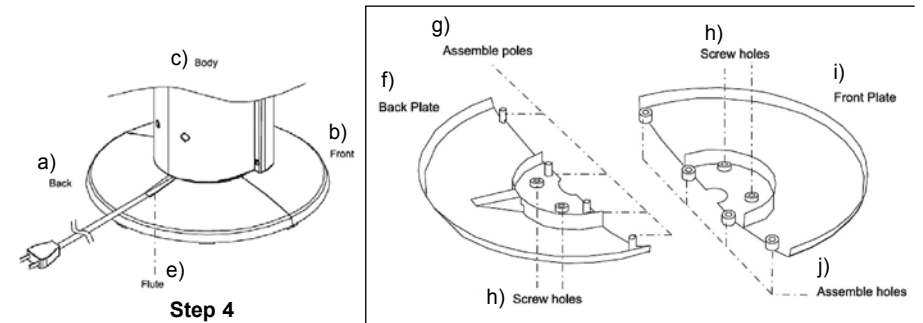 c) Body
b) Front
a) Back
e) Flute
Step 4
g) Assemble poles
h) Screw holes
f) Back Plate
i) Front Plate
h) Screw holes
j) Assemble holes